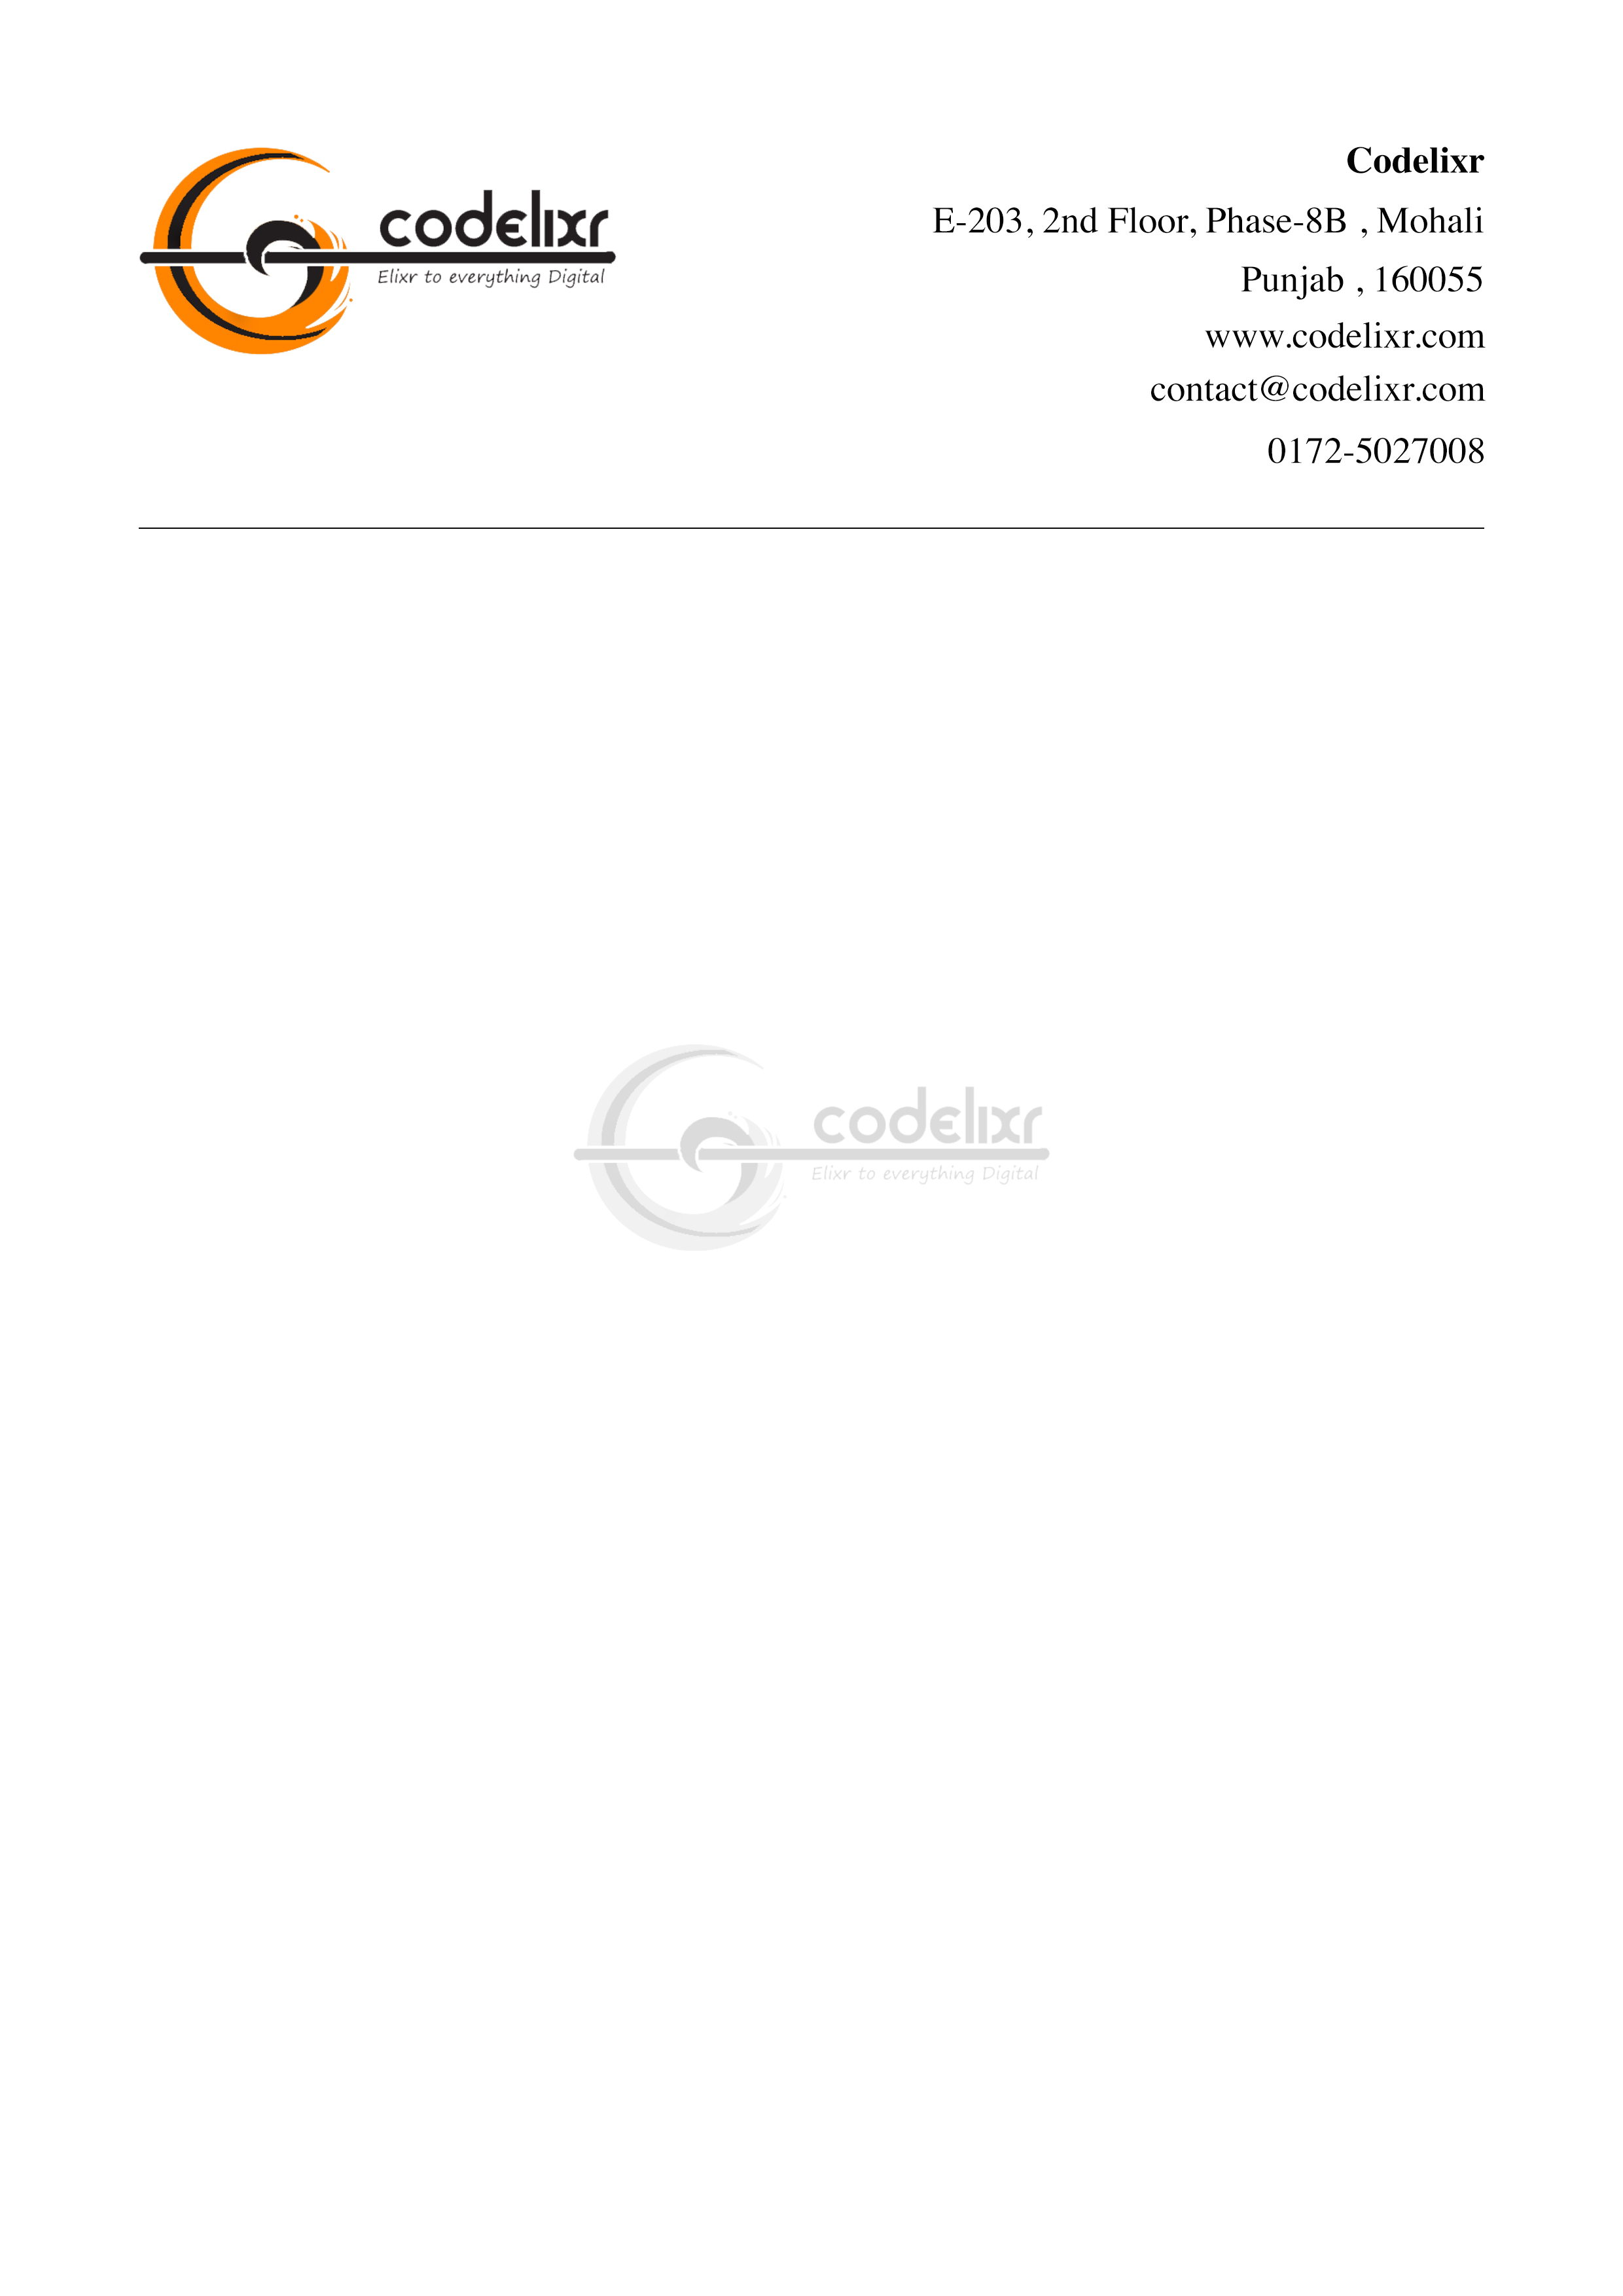 codelixr
Elixr to everything Digital
Codelixr
E-203, 2nd Floor, Phase-8B , Mohali
Punjab , 160055
www.codelixr.com
contact@codelixr.com
0172-5027008
codelixr
Elixr to everything Digital